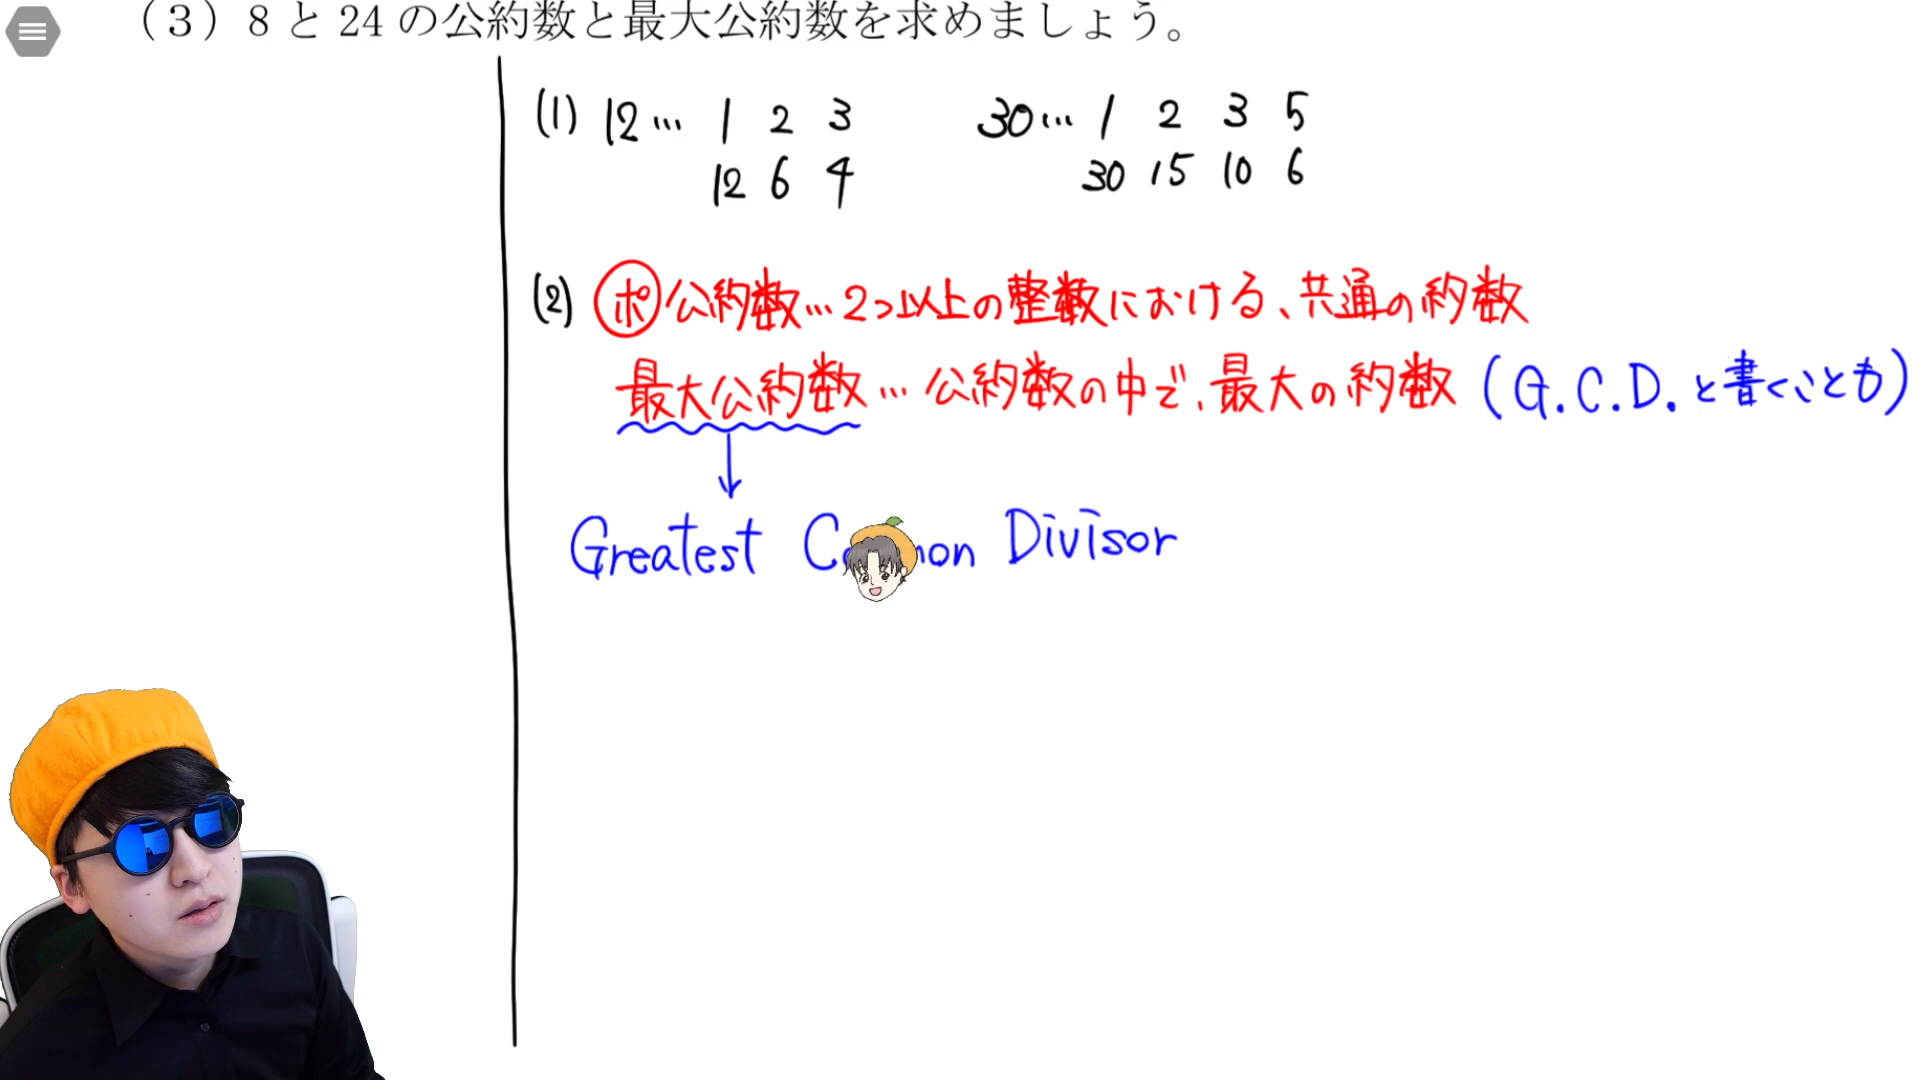 （3）8 と 24 の公約数と最大公約数を求めましょう。
(1) 12… 1 2 3 30… 1 2 3 5
12 6 4 30 15 10 6
(2) ポ 公約数…2つ以上の整数における、共通の約数
最大公約数…公約数の中で、最大の約数 (G.C.D.と書くことも)
Greatest Divisor